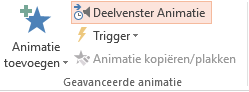 Animatie
toevoegen
Deelvenster Animatie
Trigger
Animatie kopiëren/plakken
Geavanceerde animatie